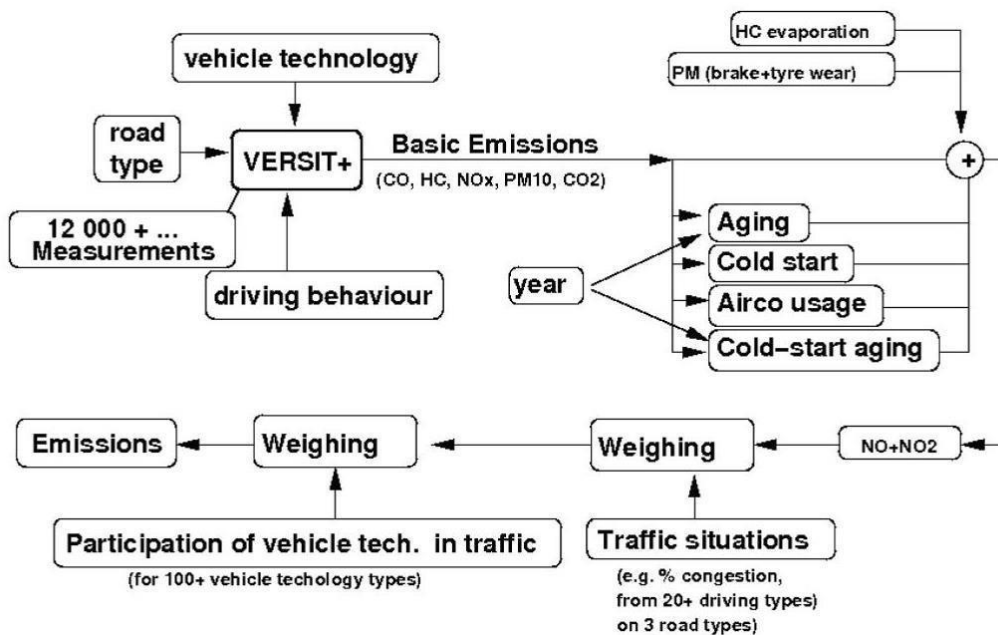 HC evaporation
vehicle technology
PM (brake+tyre wear)
road
type
VERSIT+
Basic Emissions
+
(CO, HC, NOx, PM10, CO2)
12 000 + ...
Measurements
Aging
Cold start
year
driving behaviour
Airco usage
Cold-start aging
Emissions
Weighing
Weighing
NO+NO2
Participation of vehicle tech. in traffic
(for 100+ vehicle techology types)
Traffic situations
(e.g. % congestion,
from 20+ driving types)
on 3 road types)